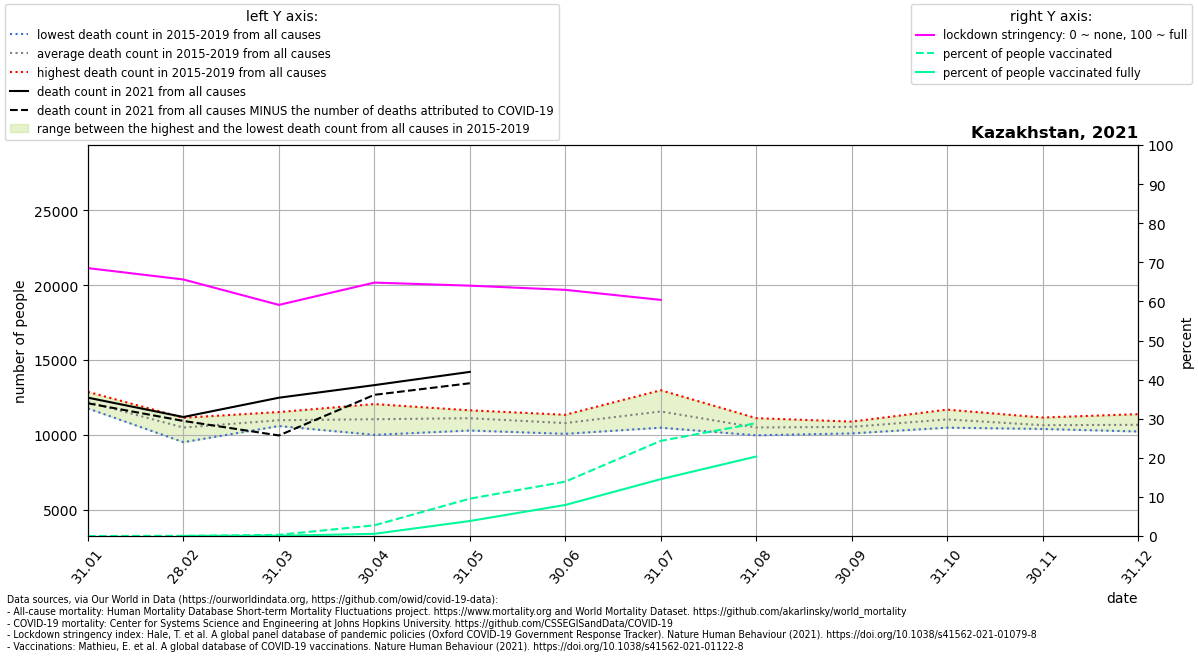 left Y axis:
lowest death count in 2015-2019 from all causes
average death count in 2015-2019 from all causes
highest death count in 2015-2019 from all causes
death count in 2021 from all causes
death count in 2021 from all causes MINUS the number of deaths attributed to COVID-19
range between the highest and the lowest death count from all causes in 2015-2019
right Y axis:
lockdown stringency: 0 ~ none, 100 ~ full
percent of people vaccinated
percent of people vaccinated fully
Kazakhstan, 2021
number of people
25000
20000
15000
10000
5000
100
90
80
70
60
50
40
30
20
10
0
percent
31.01
28.02
31.03
30.04
31.05
30.06
31.07
31.08
30.09
31.10
30.11
31.12
date
Data sources, via Our World in Data (https://ourworldindata.org, https://github.com/owid/covid-19-data):
- All-cause mortality: Human Mortality Database Short-term Mortality Fluctuations project. https://www.mortality.org and World Mortality Dataset. https://github.com/akarlinsky/world_mortality
- COVID-19 mortality: Center for Systems Science and Engineering at Johns Hopkins University. https://github.com/CSSEGISandData/COVID-19
- Lockdown stringency index: Hale, T. et al. A global panel database of pandemic policies (Oxford COVID-19 Government Response Tracker). Nature Human Behaviour (2021). https://doi.org/10.1038/s41562-021-01079-8
- Vaccinations: Mathieu, E. et al. A global database of COVID-19 vaccinations. Nature Human Behaviour (2021). https://doi.org/10.1038/s41562-021-01122-8